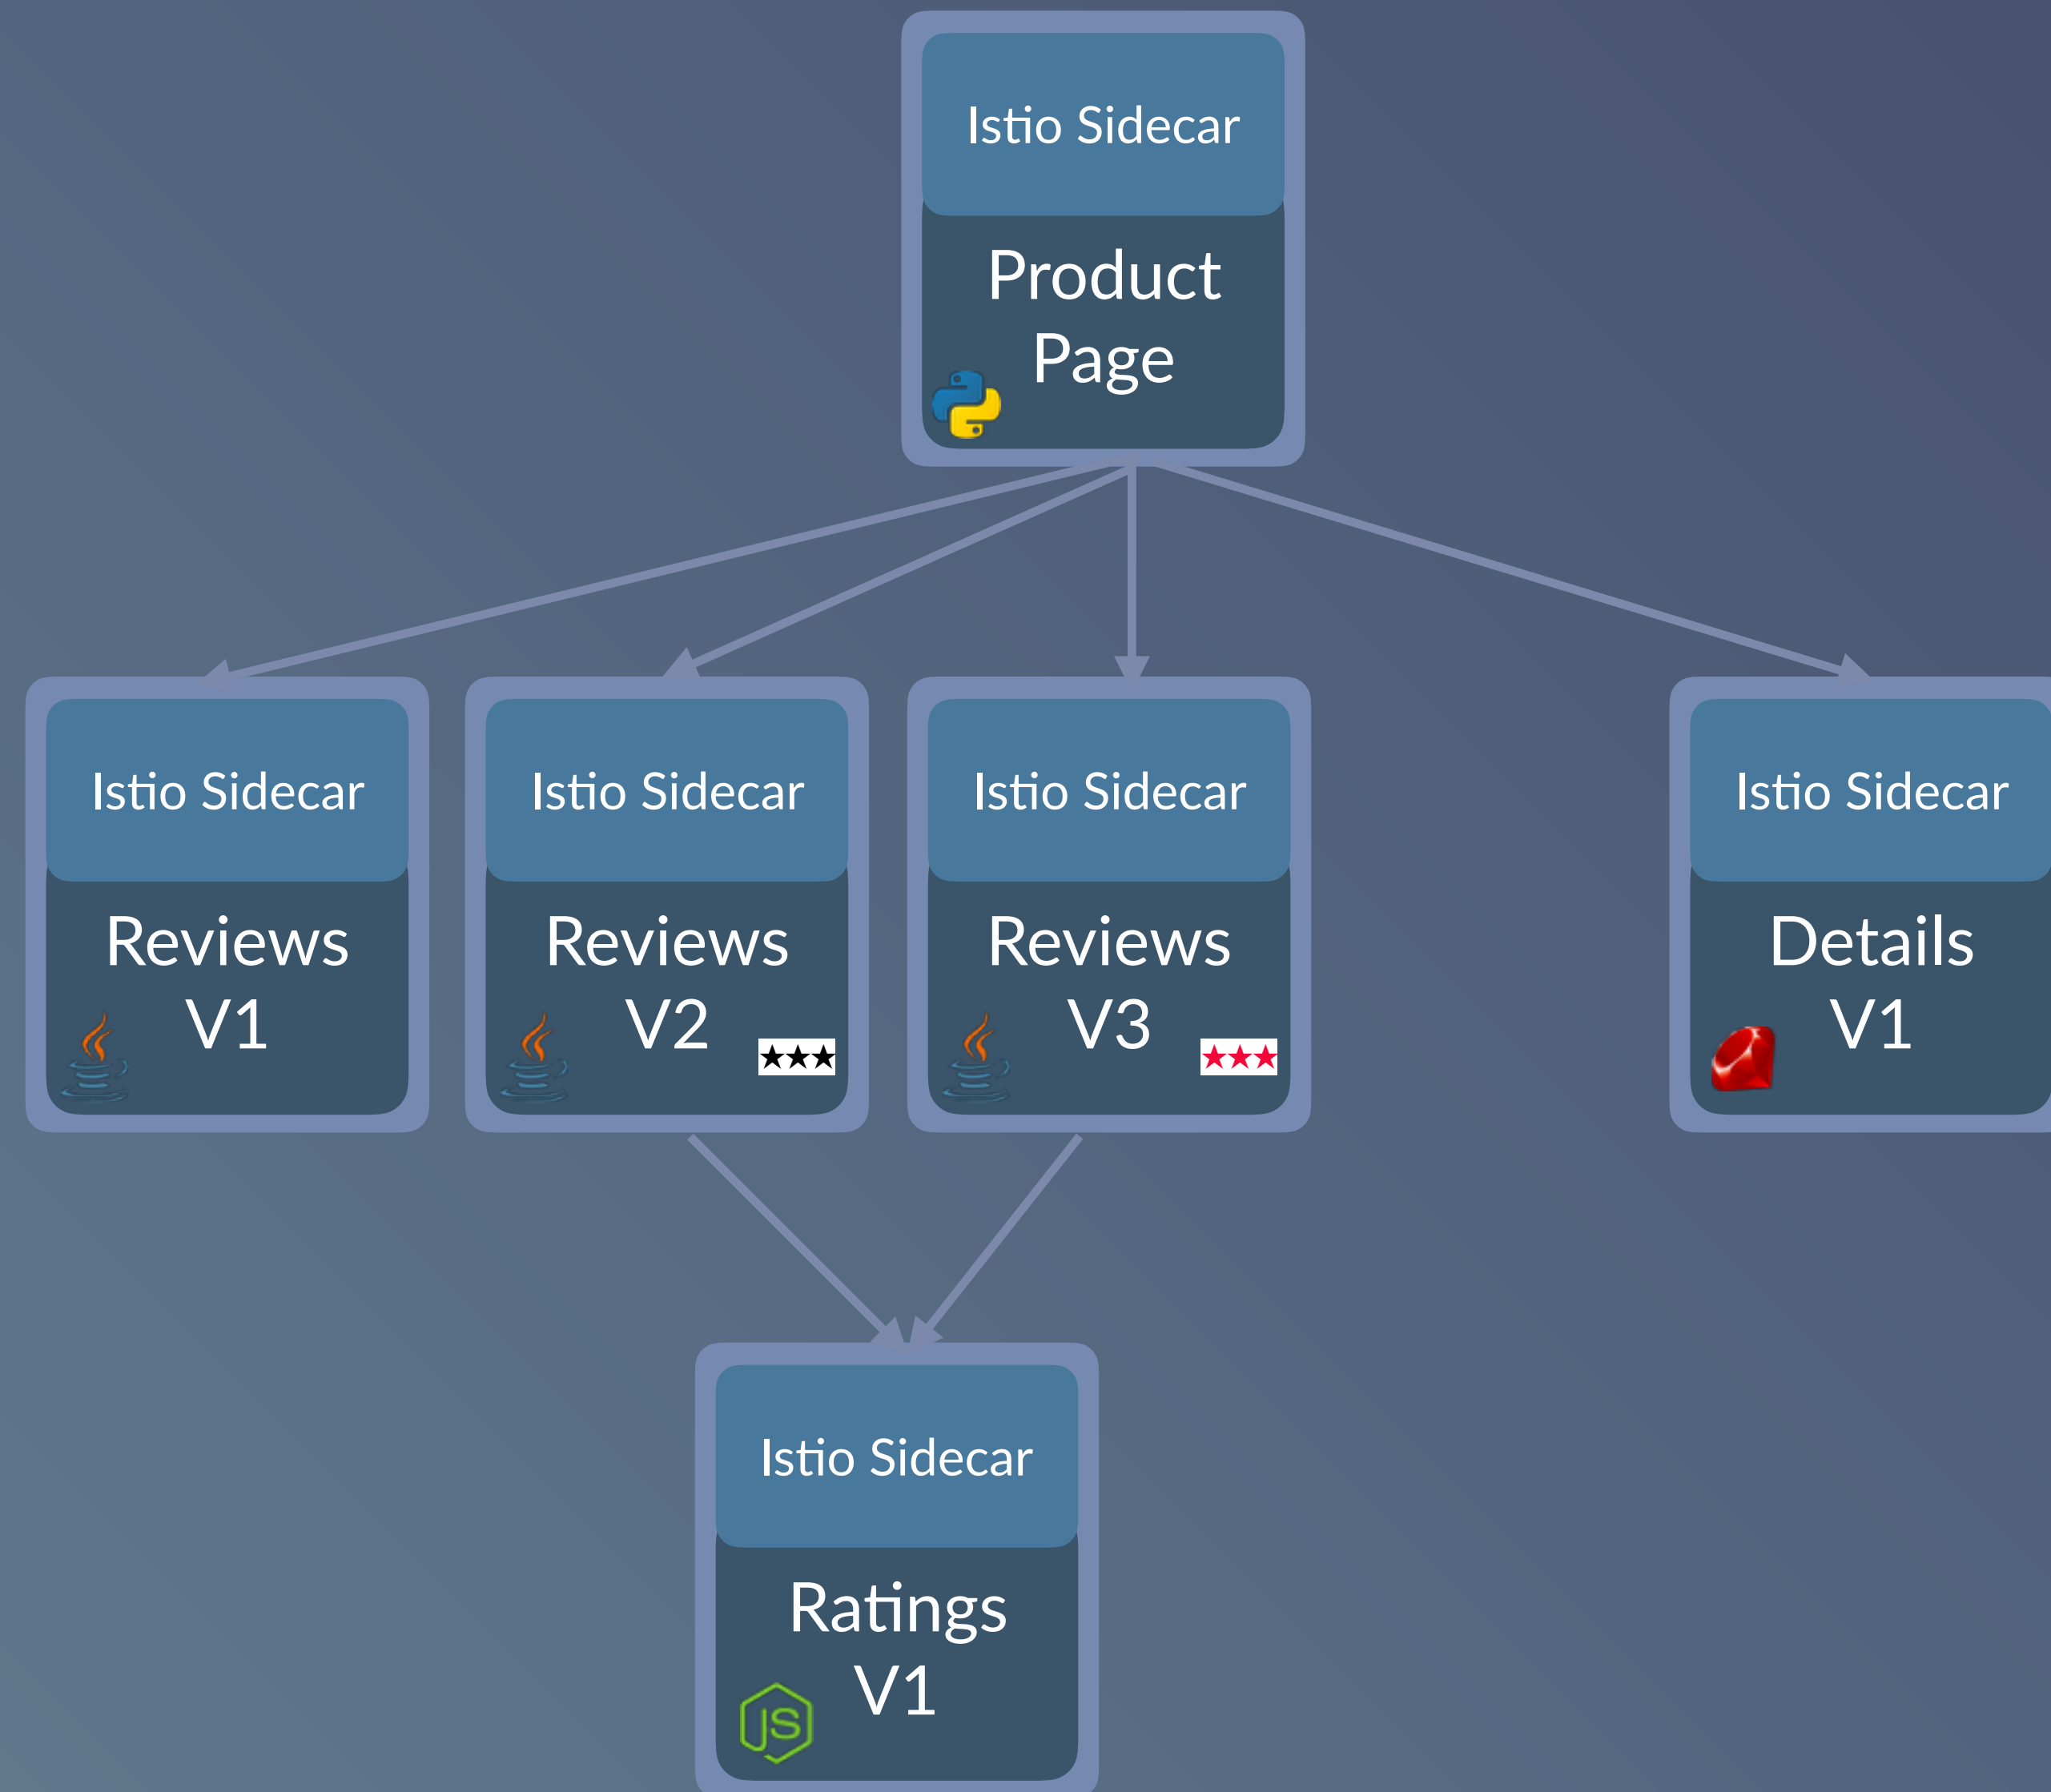 Istio Sidecar
Product
Page
Istio Sidecar
Reviews
V1
Istio Sidecar
Reviews
V2
Istio Sidecar
Reviews
V3
Istio Sidecar
Details
V1
Istio Sidecar
Ratings
V1
JS